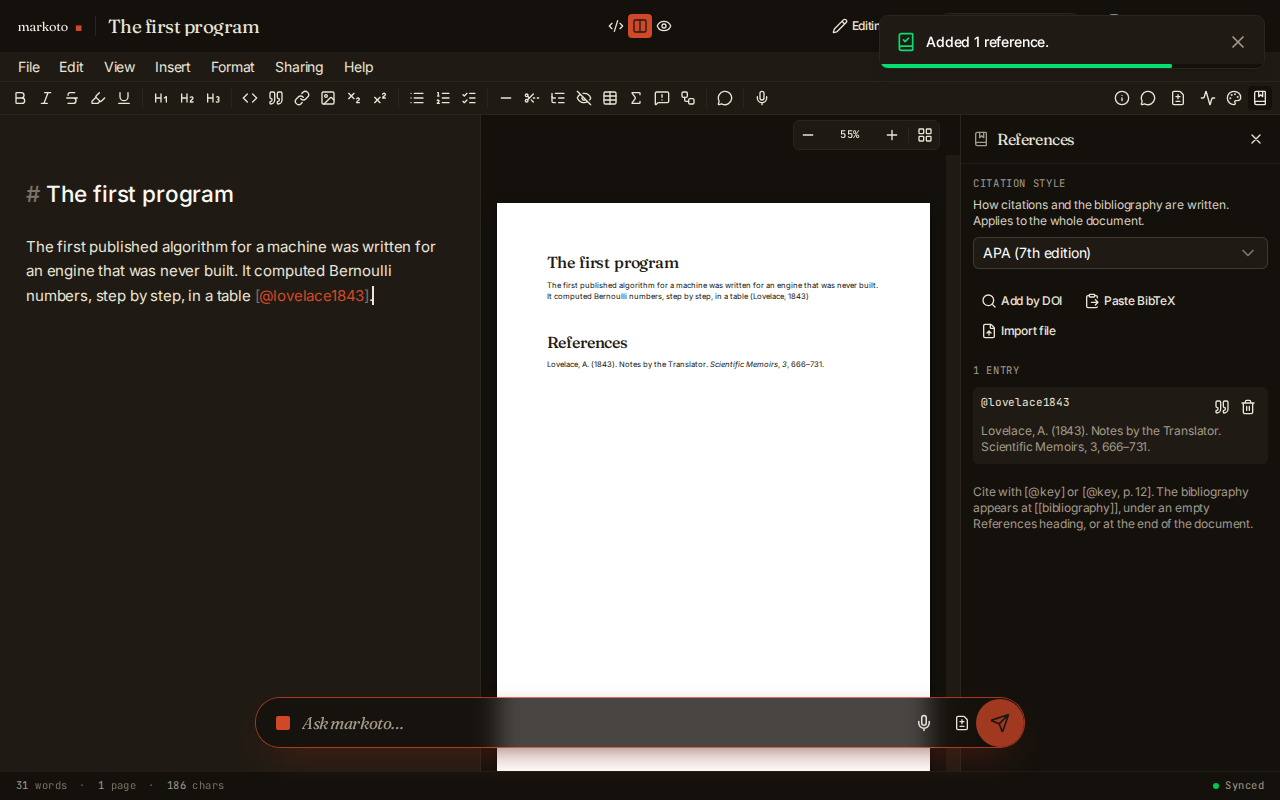 markoto
The first program
Editin
Added 1 reference.
File Edit View Insert Format Sharing Help
H1 H2 H3
55%
# The first program
The first published algorithm for a machine was written for
an engine that was never built. It computed Bernoulli
numbers, step by step, in a table [@lovelace1843].
The first program
The first published algorithm for a machine was written for an engine that was never built.
It computed Bernoulli numbers, step by step, in a table (Lovelace, 1843)
References
Lovelace, A. (1843). Notes by the Translator. Scientific Memoirs, 3, 666–731.
References
CITATION STYLE
How citations and the bibliography are written.
Applies to the whole document.
APA (7th edition)
Add by DOI Paste BibTeX
Import file
1 ENTRY
@lovelace1843
Lovelace, A. (1843). Notes by the Translator.
Scientific Memoirs, 3, 666–731.
Cite with [@key] or [@key, p. 12]. The bibliography
appears at [[bibliography]], under an empty
References heading, or at the end of the document.
Ask markoto...
31 words · 1 page · 186 chars
Synced